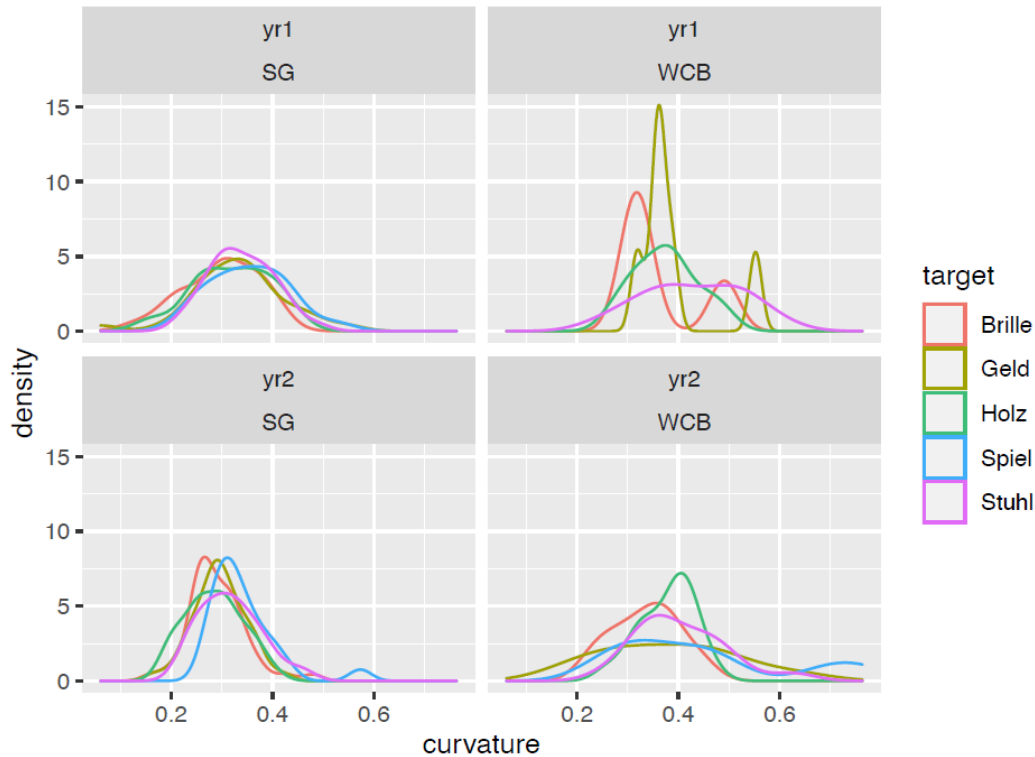 yr1
SG
yr1
WCB
15
10
5
0
yr2
SG
yr2
WCB
15
10
5
0
0.2 0.4 0.6 0.2 0.4 0.6
curvature
density
target
Brille
Geld
Holz
Spiel
Stuhl